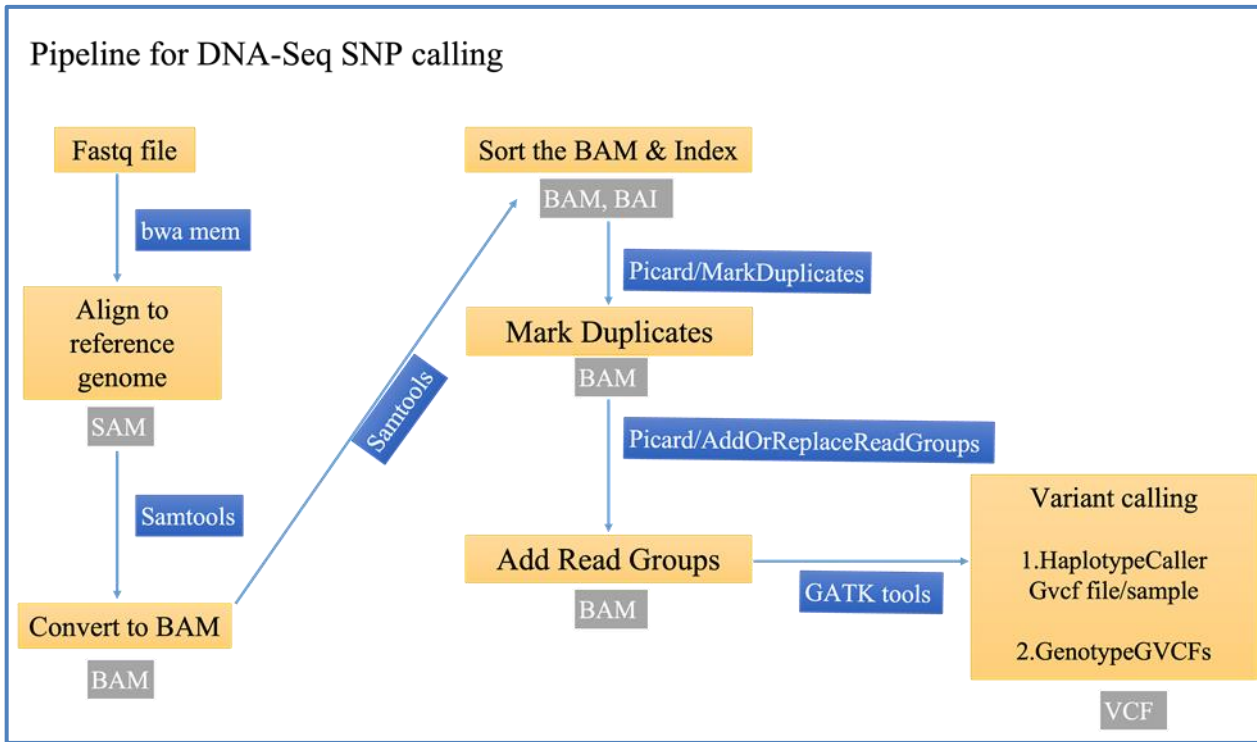 Pipeline for DNA-Seq SNP calling
Fastq file
bwa mem
Align to
reference
genome
SAM
Samtools
Convert to BAM
BAM
Samtools
Sort the BAM & Index
BAM, BAI
Picard/MarkDuplicates
Mark Duplicates
BAM
Picard/AddOrReplaceReadGroups
Add Read Groups
BAM
GATK tools
Variant calling
1.HaplotypeCaller
Gvcf file/sample
2.GenotypeGVCFs
VCF